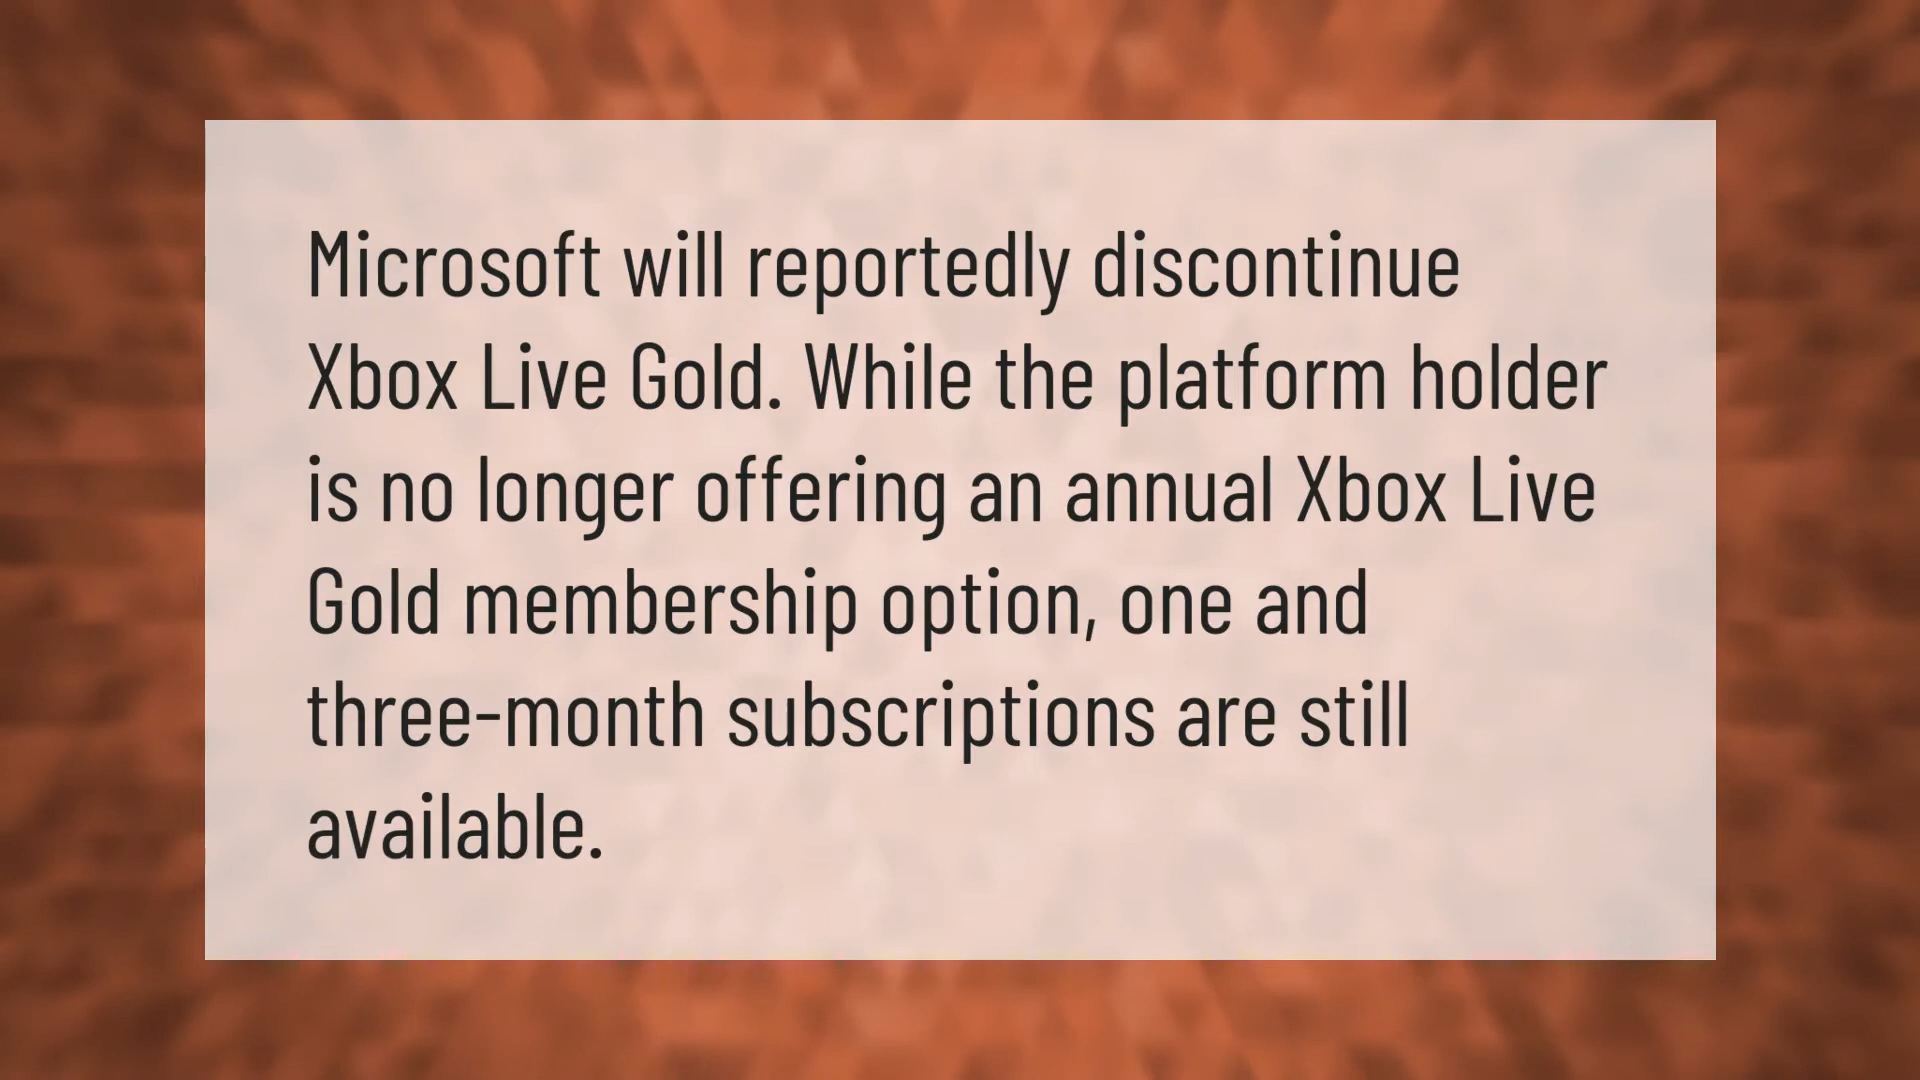 Microsoft will reportedly discontinue
Xbox Live Gold. While the platform holder
is no longer offering an annual Xbox Live
Gold membership option, one and
three-month subscriptions are still
available.